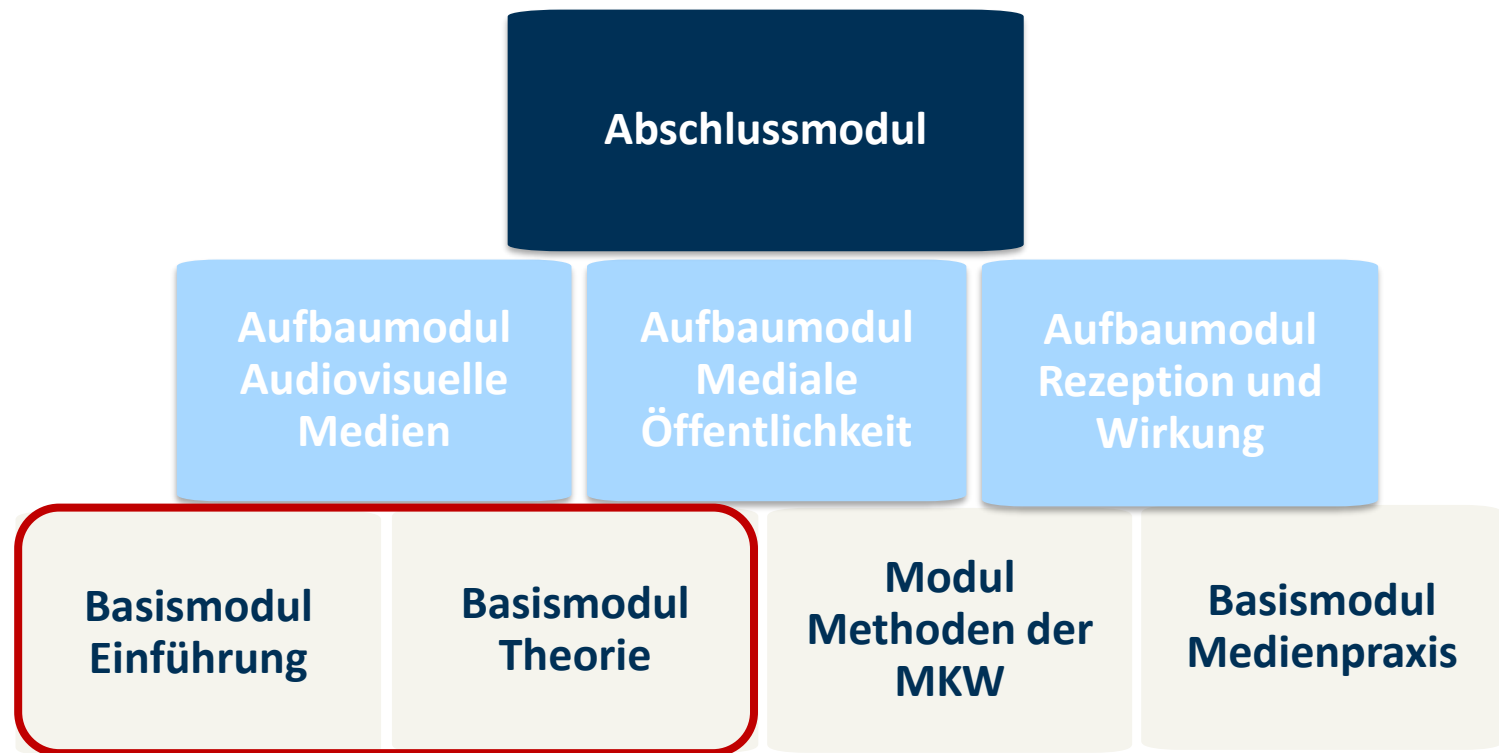 Abschlussmodul
Aufbaumodul
Audiovisuelle
Medien
Aufbaumodul
Mediale
Öffentlichkeit
Aufbaumodul
Rezeption und
Wirkung
Basismodul
Einführung
Basismodul
Theorie
Modul
Methoden der
MKW
Basismodul
Medienpraxis